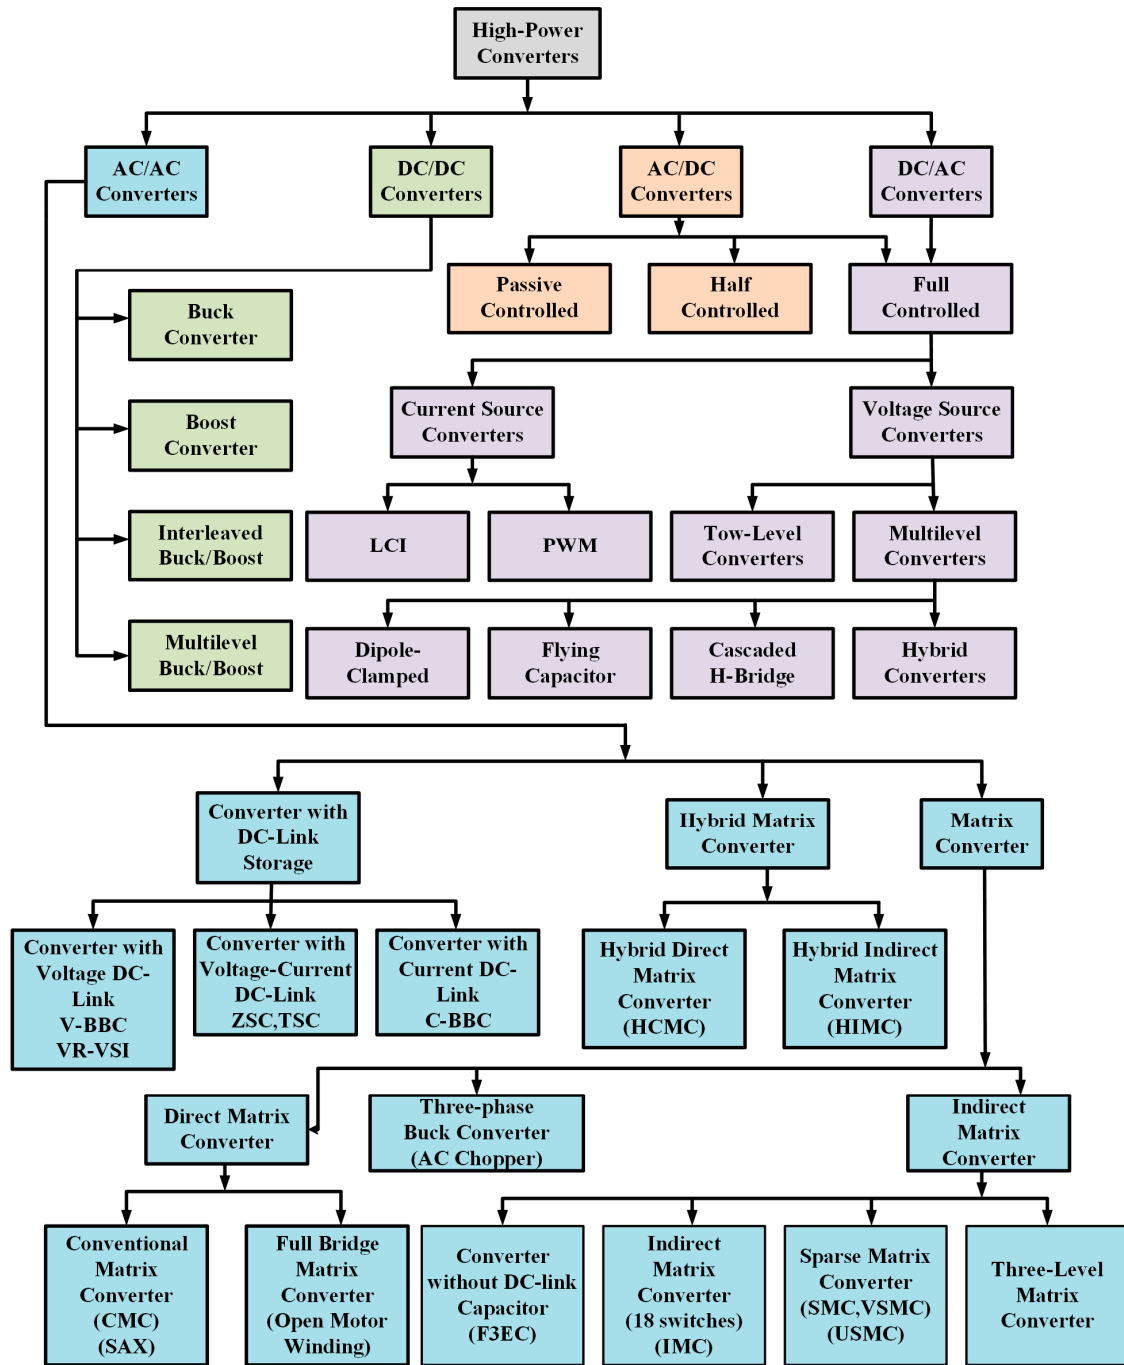 High-Power
Converters
AC/AC
Converters
DC/DC
Converters
AC/DC
Converters
DC/AC
Converters
Passive
Controlled
Half
Controlled
Full
Controlled
Buck
Converter
Boost
Converter
Interleaved
Buck/Boost
Multilevel
Buck/Boost
Current Source
Converters
Voltage Source
Converters
LCI
PWM
Tow-Level
Converters
Multilevel
Converters
Dipole-
Clamped
Flying
Capacitor
Cascaded
H-Bridge
Hybrid
Converters
Converter with
DC-Link
Storage
Hybrid Matrix
Converter
Matrix
Converter
Converter with
Voltage DC-
Link
V-BBC
VR-VSI
Converter with
Voltage-Current
DC-Link
ZSC,TSC
Converter with
Current DC-
Link
C-BBC
Hybrid Direct
Matrix
Converter
(HCMC)
Hybrid Indirect
Matrix
Converter
(HIMC)
Direct Matrix
Converter
Three-phase
Buck Converter
(AC Chopper)
Indirect
Matrix
Converter
Conventional
Matrix
Converter
(CMC)
(SAX)
Full Bridge
Matrix
Converter
(Open Motor
Winding)
Converter
without DC-link
Capacitor
(F3EC)
Indirect
Matrix
Converter
(18 switches)
(IMC)
Sparse Matrix
Converter
(SMC,VSMC)
(USMC)
Three-Level
Matrix
Converter